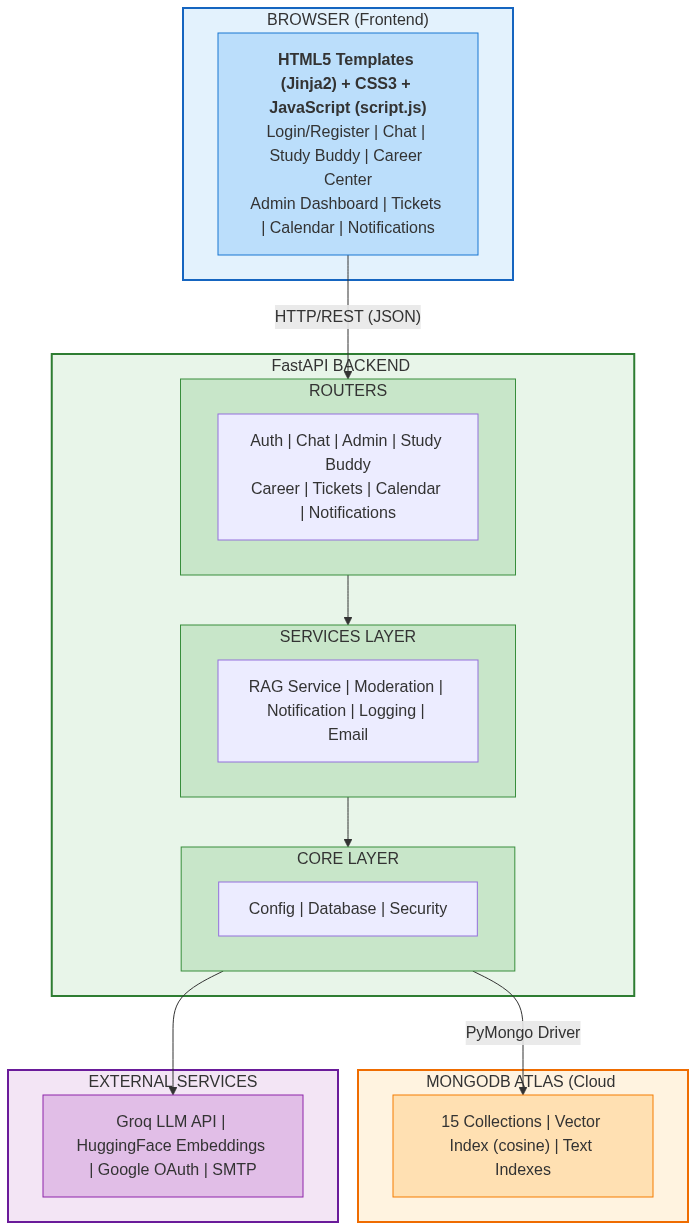 BROWSER (Frontend)
HTML5 Templates
(Jinja2) + CSS3 +
JavaScript (script.js)
Login/Register | Chat |
Study Buddy | Career
Center
Admin Dashboard | Tickets
| Calendar | Notifications
HTTP/REST (JSON)
FastAPI BACKEND
ROUTERS
Auth | Chat | Admin | Study
Buddy
Career | Tickets | Calendar
| Notifications
SERVICES LAYER
RAG Service | Moderation |
Notification | Logging |
Email
CORE LAYER
Config | Database | Security
PyMongo Driver
EXTERNAL SERVICES
Groq LLM API |
HuggingFace Embeddings
| Google OAuth | SMTP
MONGODB ATLAS (Cloud
15 Collections | Vector
Index (cosine) | Text
Indexes